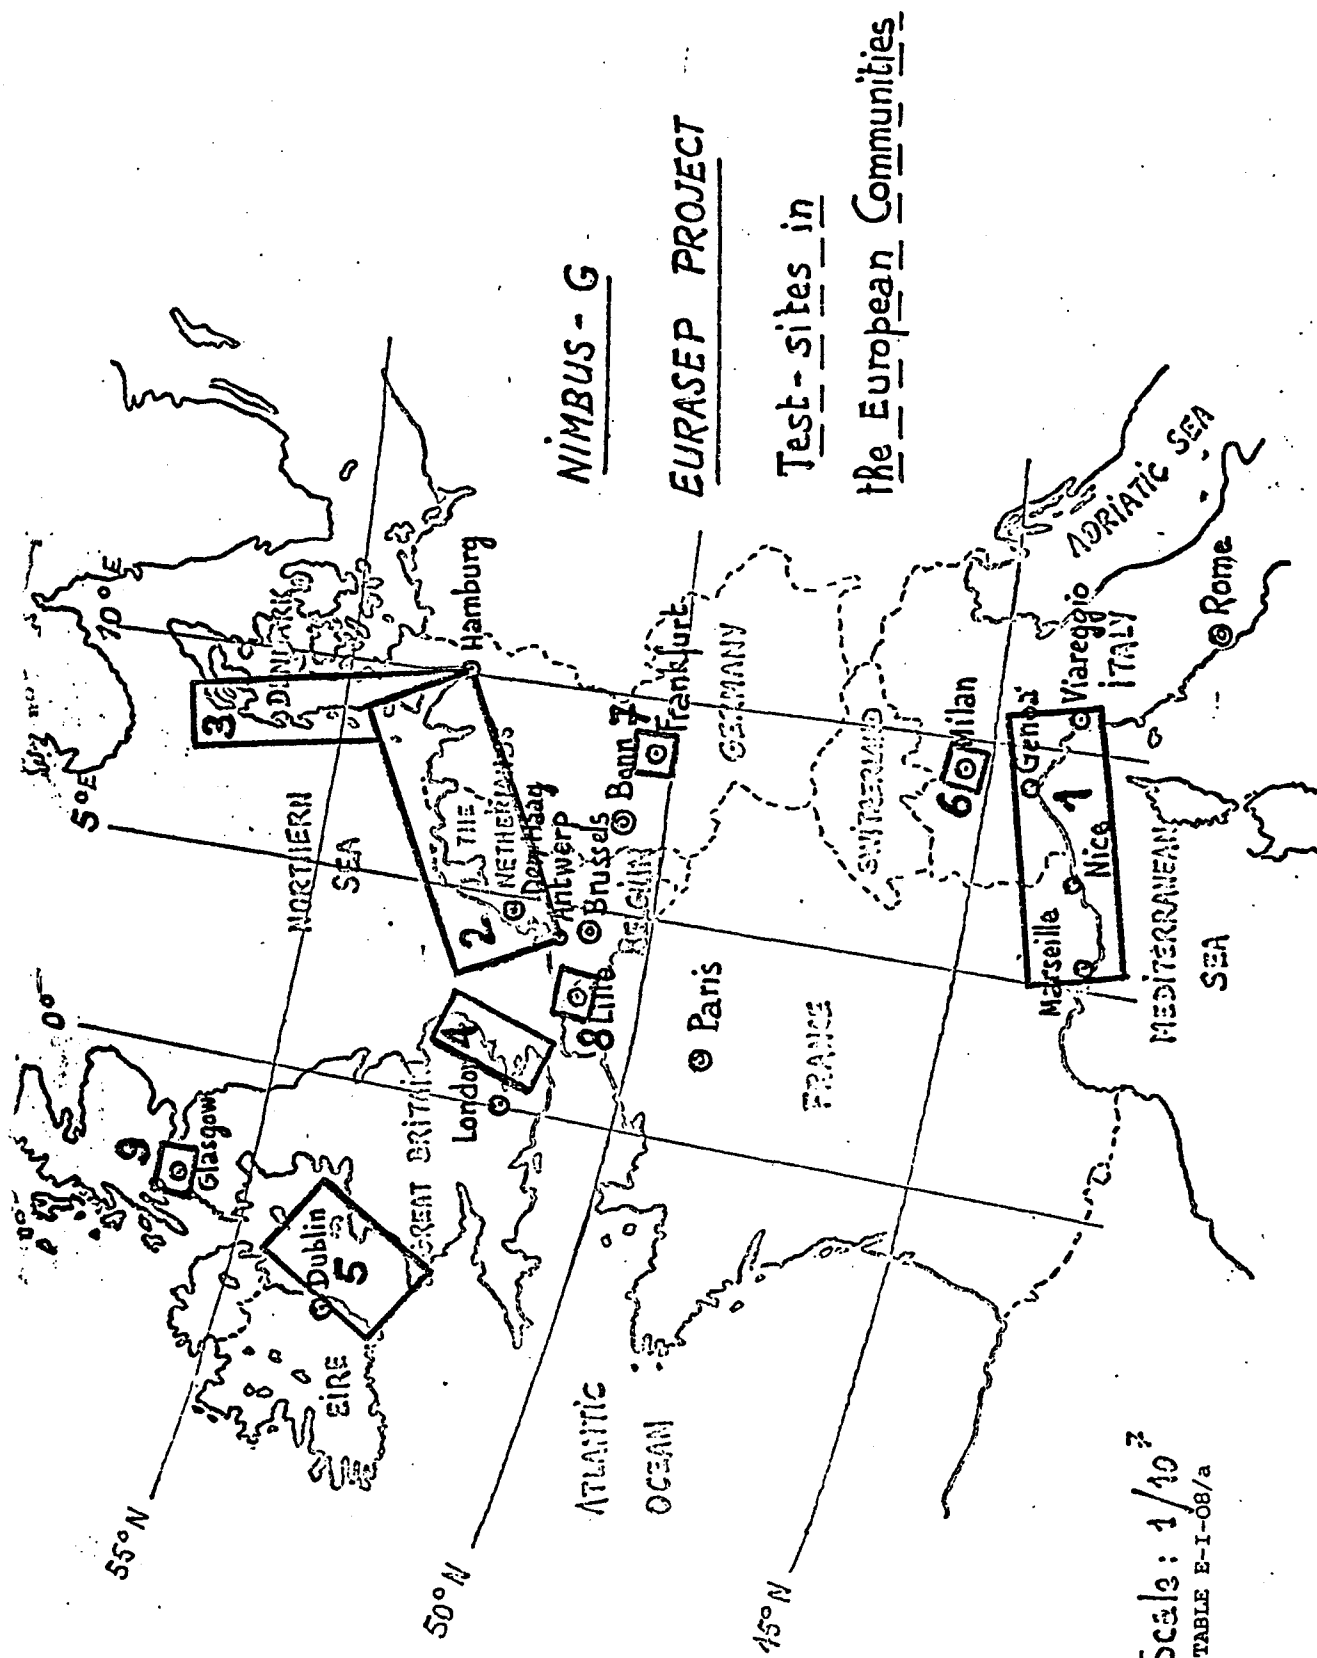 NIMBUS - G
EURASEP PROJECT
Test-sites in
the European Communities
55° N
50° N
45° N
0°
5° E
10° E
9
Glasgow
3
DENMARK
NORTHERN
SEA
Hamburg
Dublin
5
EIRE
GREAT BRITAIN
London
4
2
THE
NETHERLANDS
Den Haag
Antwerp
Brussels
BELGIUM
8
Lille
Bonn
7
Frankfurt
GERMANY
ATLANTIC
OCEAN
Paris
FRANCE
SWITZERLAND
6
Milan
Genoa
Viareggio
ITALY
1
Nice
Marseille
MEDITERRANEAN
SEA
ADRIATIC SEA
Rome
Scale: 1/10⁷
TABLE E-I-08/a